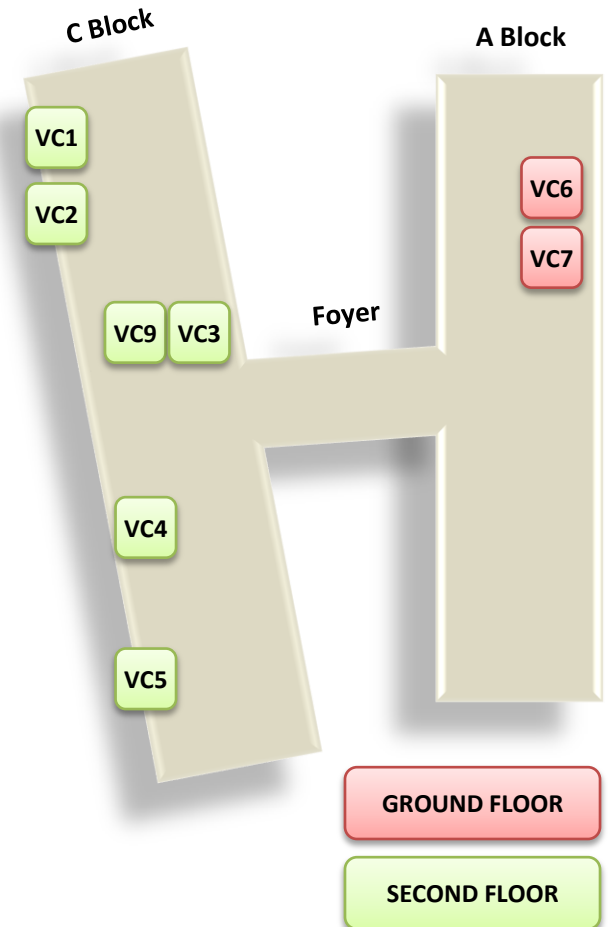 C Block
A Block
VC1
VC6
VC2
VC7
Foyer
VC9 VC3
VC4
VC5
GROUND FLOOR
SECOND FLOOR